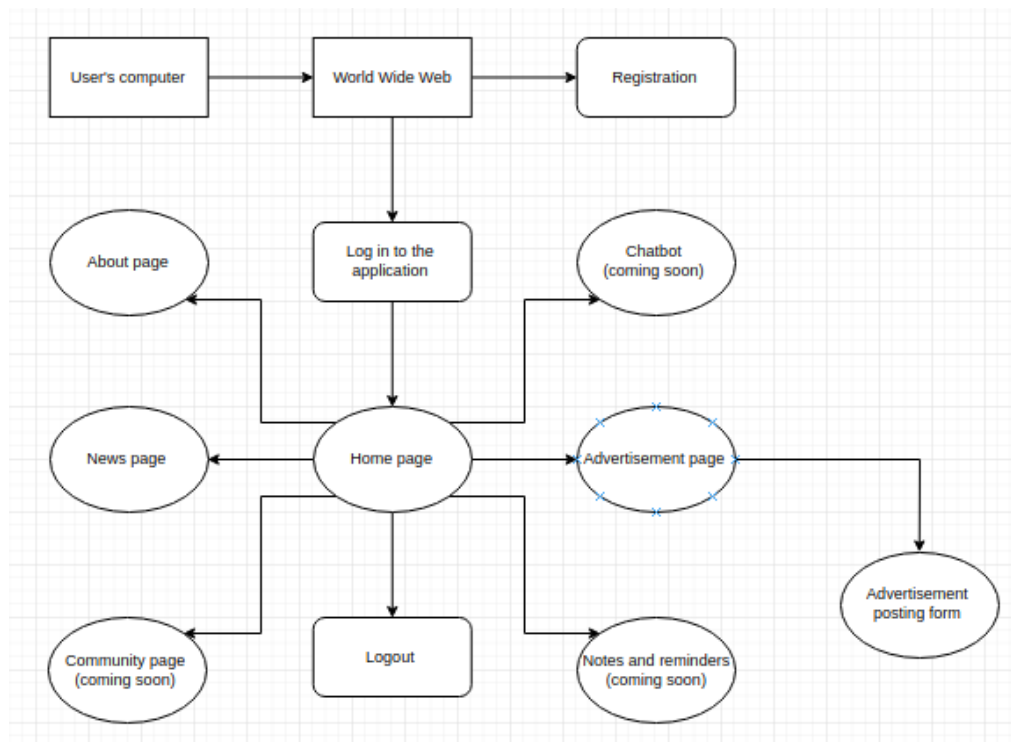 User's computer
World Wide Web
Registration
About page
Log in to the
application
Chatbot
(coming soon)
News page
Home page
Advertisement page
Advertisement
posting form
Community page
(coming soon)
Logout
Notes and reminders
(coming soon)